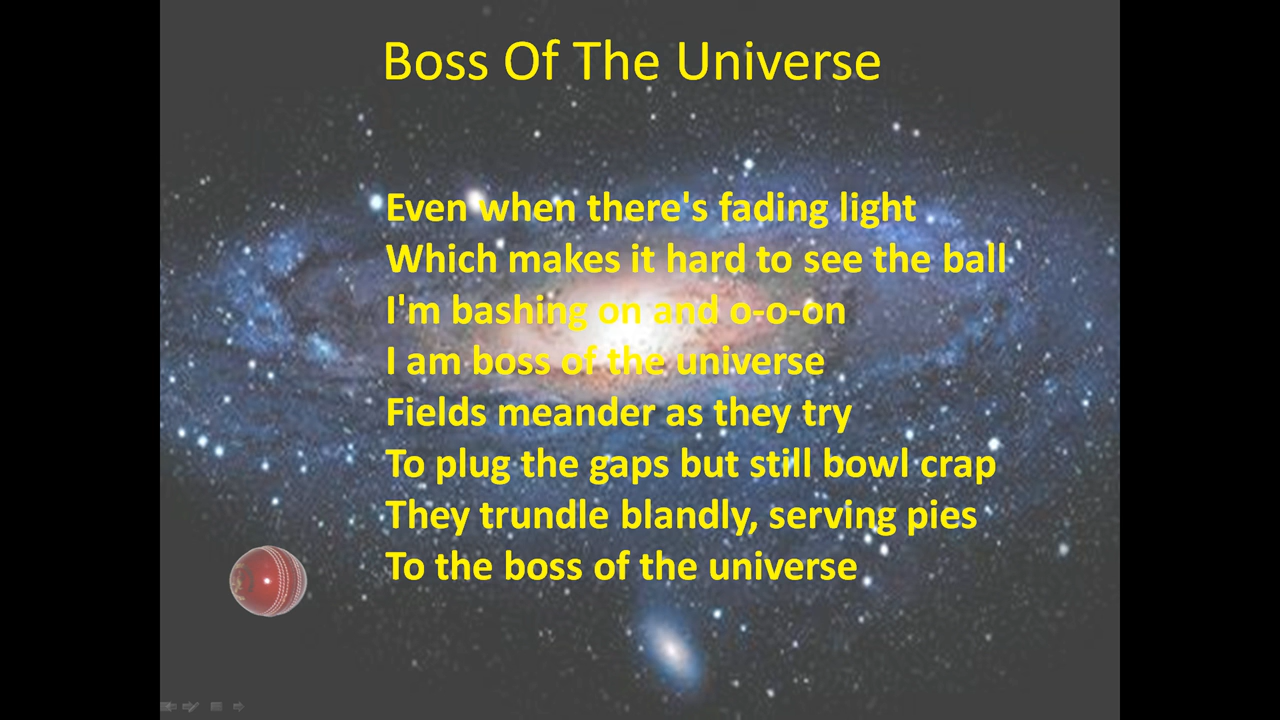 Boss Of The Universe
Even when there's fading light
Which makes it hard to see the ball
I'm bashing on and o-o-on
I am boss of the universe
Fields meander as they try
To plug the gaps but still bowl crap
They trundle blandly, serving pies
To the boss of the universe